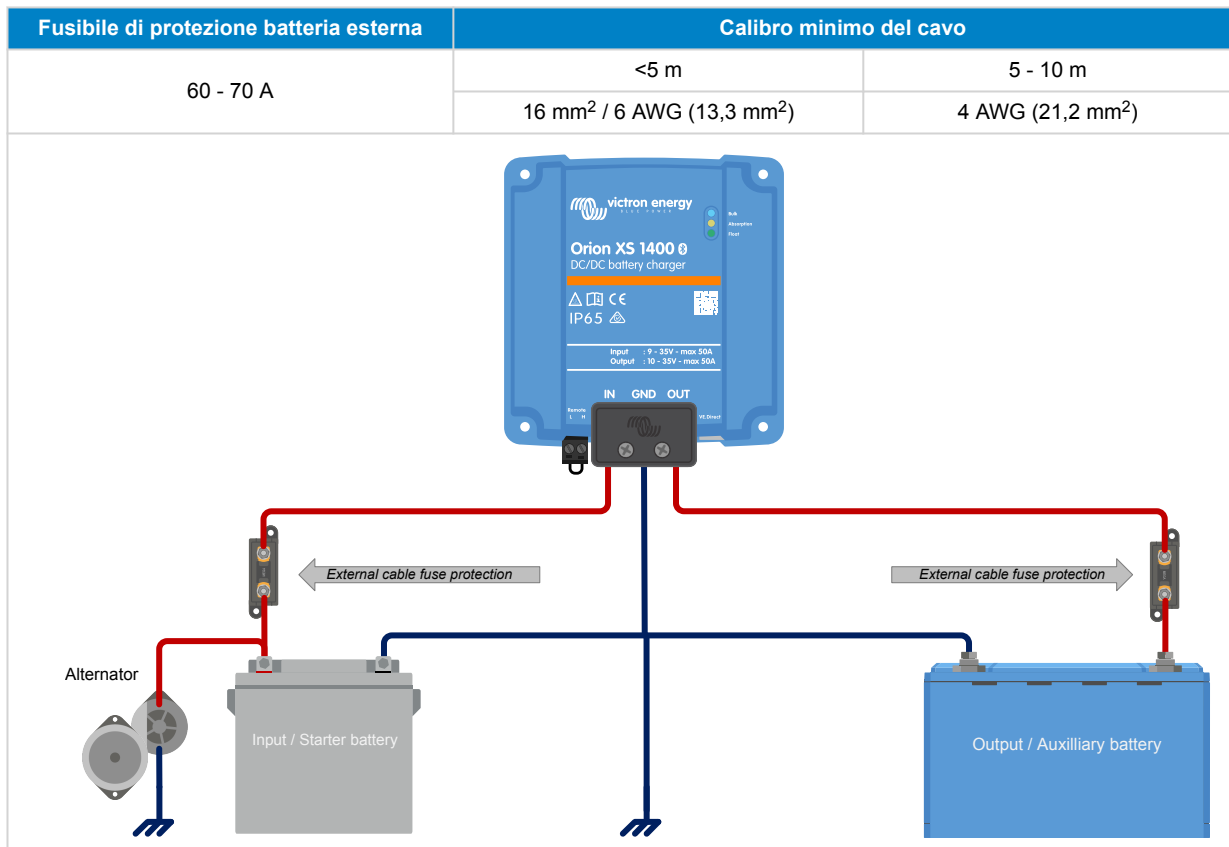 Fusibile di protezione batteria esterna
Calibro minimo del cavo
60 - 70 A
<5 m
5 - 10 m
16 mm² / 6 AWG (13,3 mm²)
4 AWG (21,2 mm²)
victron energy
BLUE POWER
Bulk
Absorption
Float
Orion XS 1400
DC/DC battery charger
CE
IP65
Input : 9 - 35V - max 50A
Output : 10 - 35V - max 50A
IN GND OUT
Remote
L H
VE.Direct
External cable fuse protection
External cable fuse protection
Alternator
Input / Starter battery
Output / Auxilliary battery